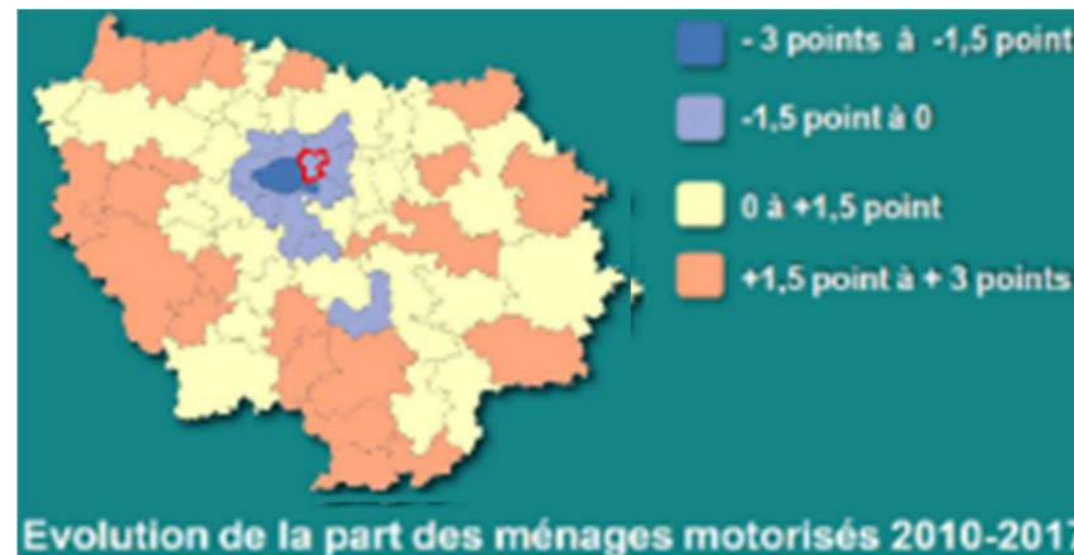 - 3 points à -1,5 point
-1,5 point à 0
0 à +1,5 point
+1,5 point à + 3 points
Evolution de la part des ménages motorisés 2010-2017